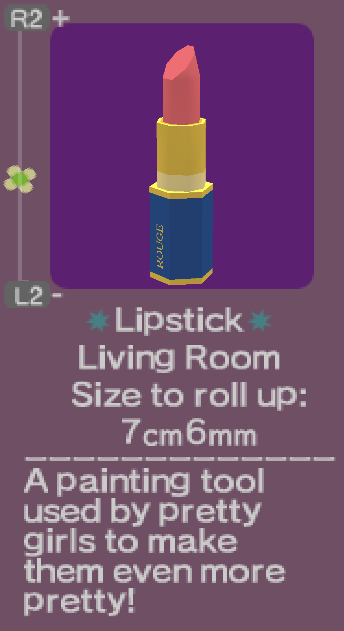 R2 +
ROUGE
L2 -
Lipstick
Living Room
Size to roll up:
7cm6mm
A painting tool
used by pretty
girls to make
them even more
pretty!